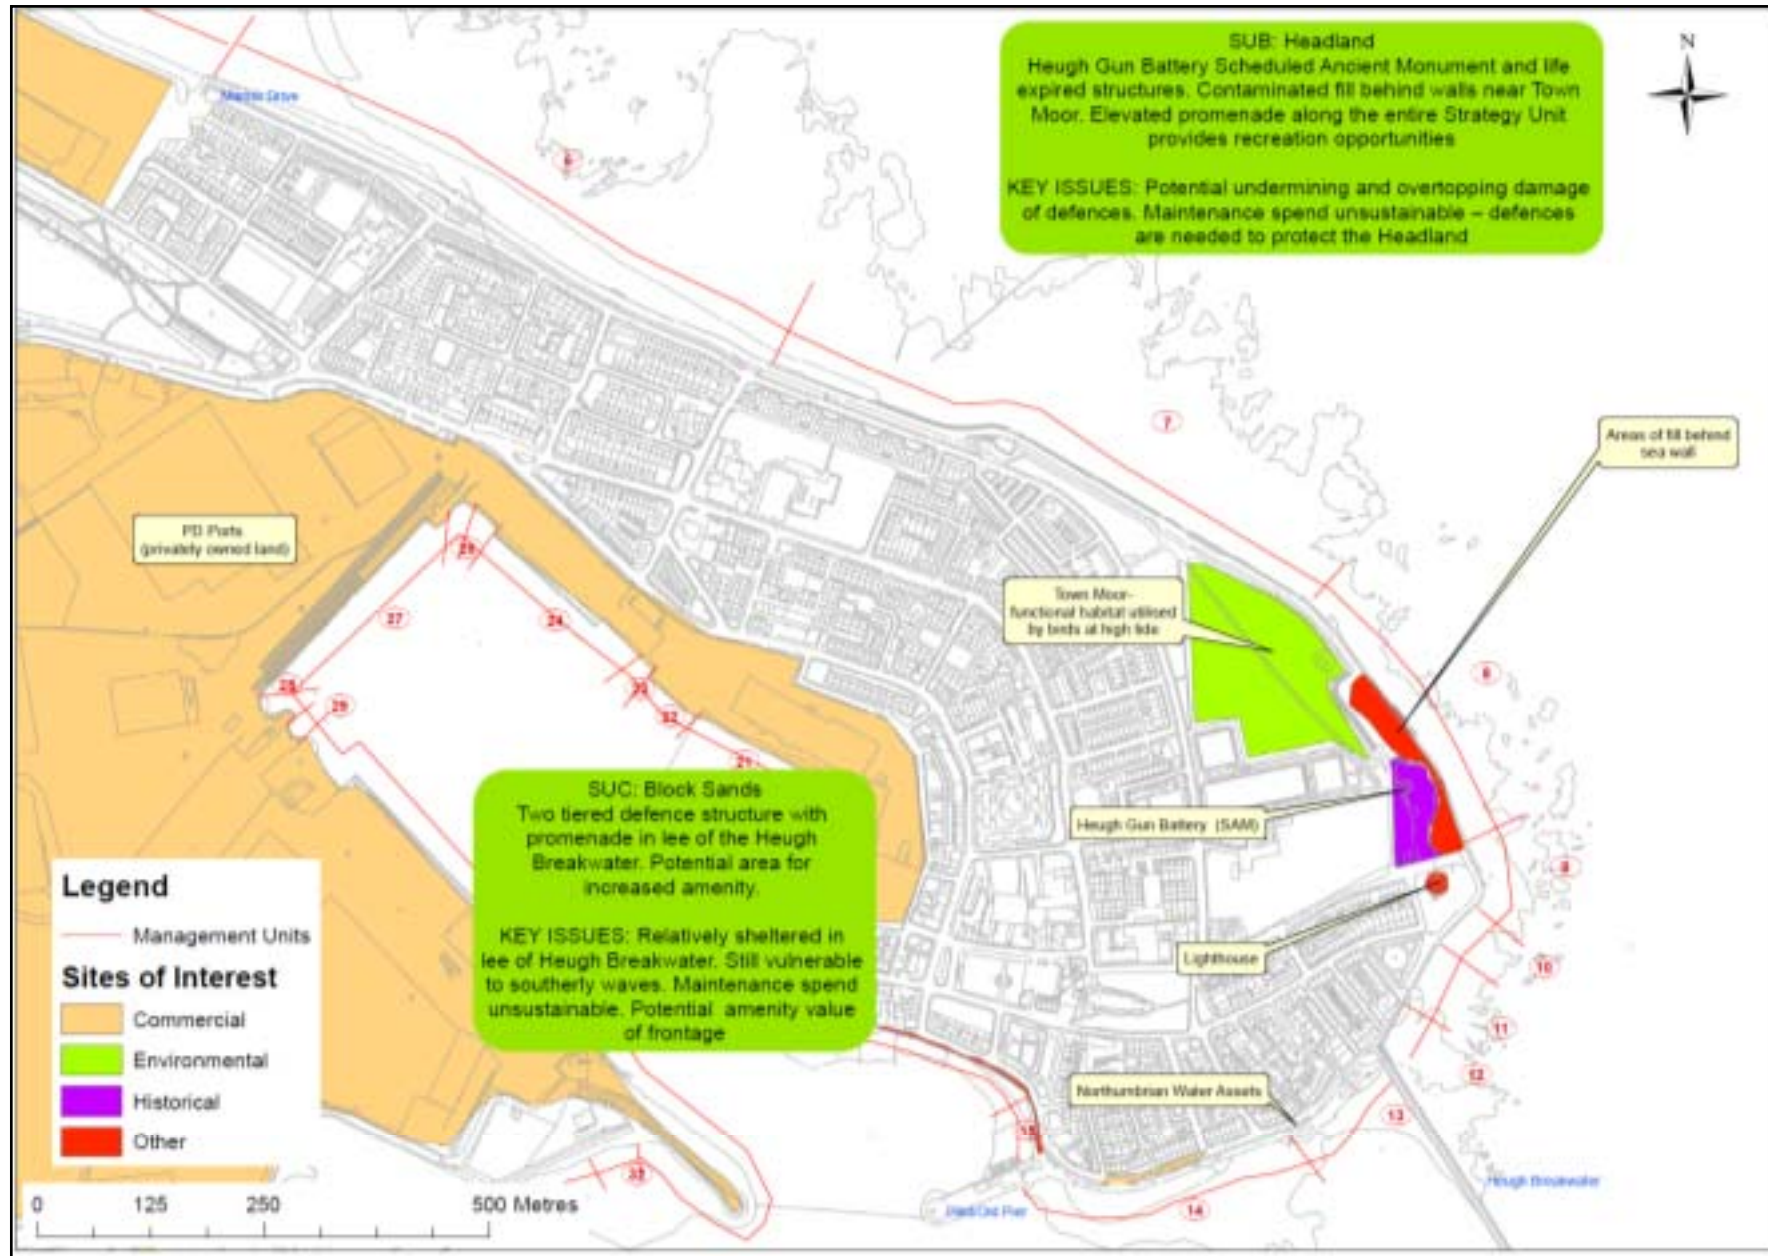 SUB: Headland
Heugh Gun Battery Scheduled Ancient Monument and life
expired structures. Contaminated fill behind walls near Town
Moor. Elevated promenade along the entire Strategy Unit
provides recreation opportunities
KEY ISSUES: Potential undermining and overtopping damage
of defences. Maintenance spend unsustainable – defences
are needed to protect the Headland
N
Marine Drive
6
7
Areas of fill behind
sea wall
PD Ports
(privately owned land)
Town Moor-
functional habitat utilised
by birds at high tide
27
24
29
22
21
Heugh Gun Battery (SAM)
Lighthouse
10
11
12
13
14
15
32
Northumbrian Water Assets
Heugh Breakwater
SUC: Block Sands
Two tiered defence structure with
promenade in lee of the Heugh
Breakwater. Potential area for
increased amenity.
KEY ISSUES: Relatively sheltered in
lee of Heugh Breakwater. Still vulnerable
to southerly waves. Maintenance spend
unsustainable. Potential amenity value
of frontage
Legend
Management Units
Sites of Interest
Commercial
Environmental
Historical
Other
0 125 250 500 Metres